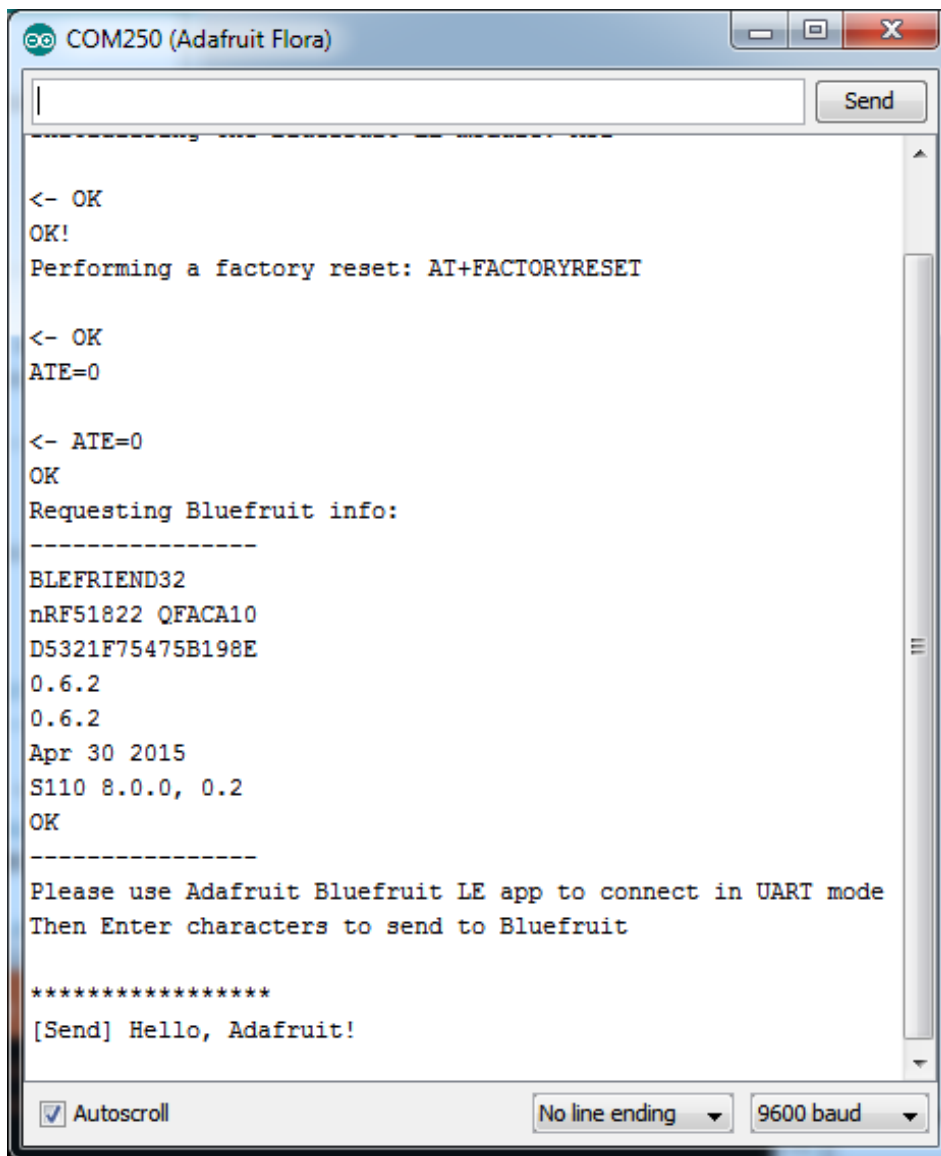 COM250 (Adafruit Flora)
Send
<- OK
OK!
Performing a factory reset: AT+FACTORYRESET
<- OK
ATE=0
<- ATE=0
OK
Requesting Bluefruit info:
----------------
BLEFRIEND32
nRF51822 QFACA10
D5321F75475B198E
0.6.2
0.6.2
Apr 30 2015
S110 8.0.0, 0.2
OK
----------------
Please use Adafruit Bluefruit LE app to connect in UART mode
Then Enter characters to send to Bluefruit
*****************
[Send] Hello, Adafruit!
Autoscroll
No line ending
9600 baud